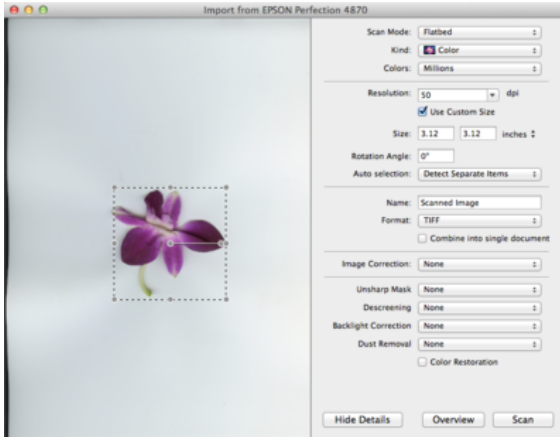 Import from EPSON Perfection 4870
Scan Mode: Flatbed
Kind: Color
Colors: Millions
Resolution: 50 dpi
Use Custom Size
Size: 3.12 3.12 inches
Rotation Angle: 0°
Auto selection: Detect Separate Items
Name: Scanned Image
Format: TIFF
Combine into single document
Image Correction: None
Unsharp Mask None
Descreening None
Backlight Correction None
Dust Removal None
Color Restoration
Hide Details Overview Scan